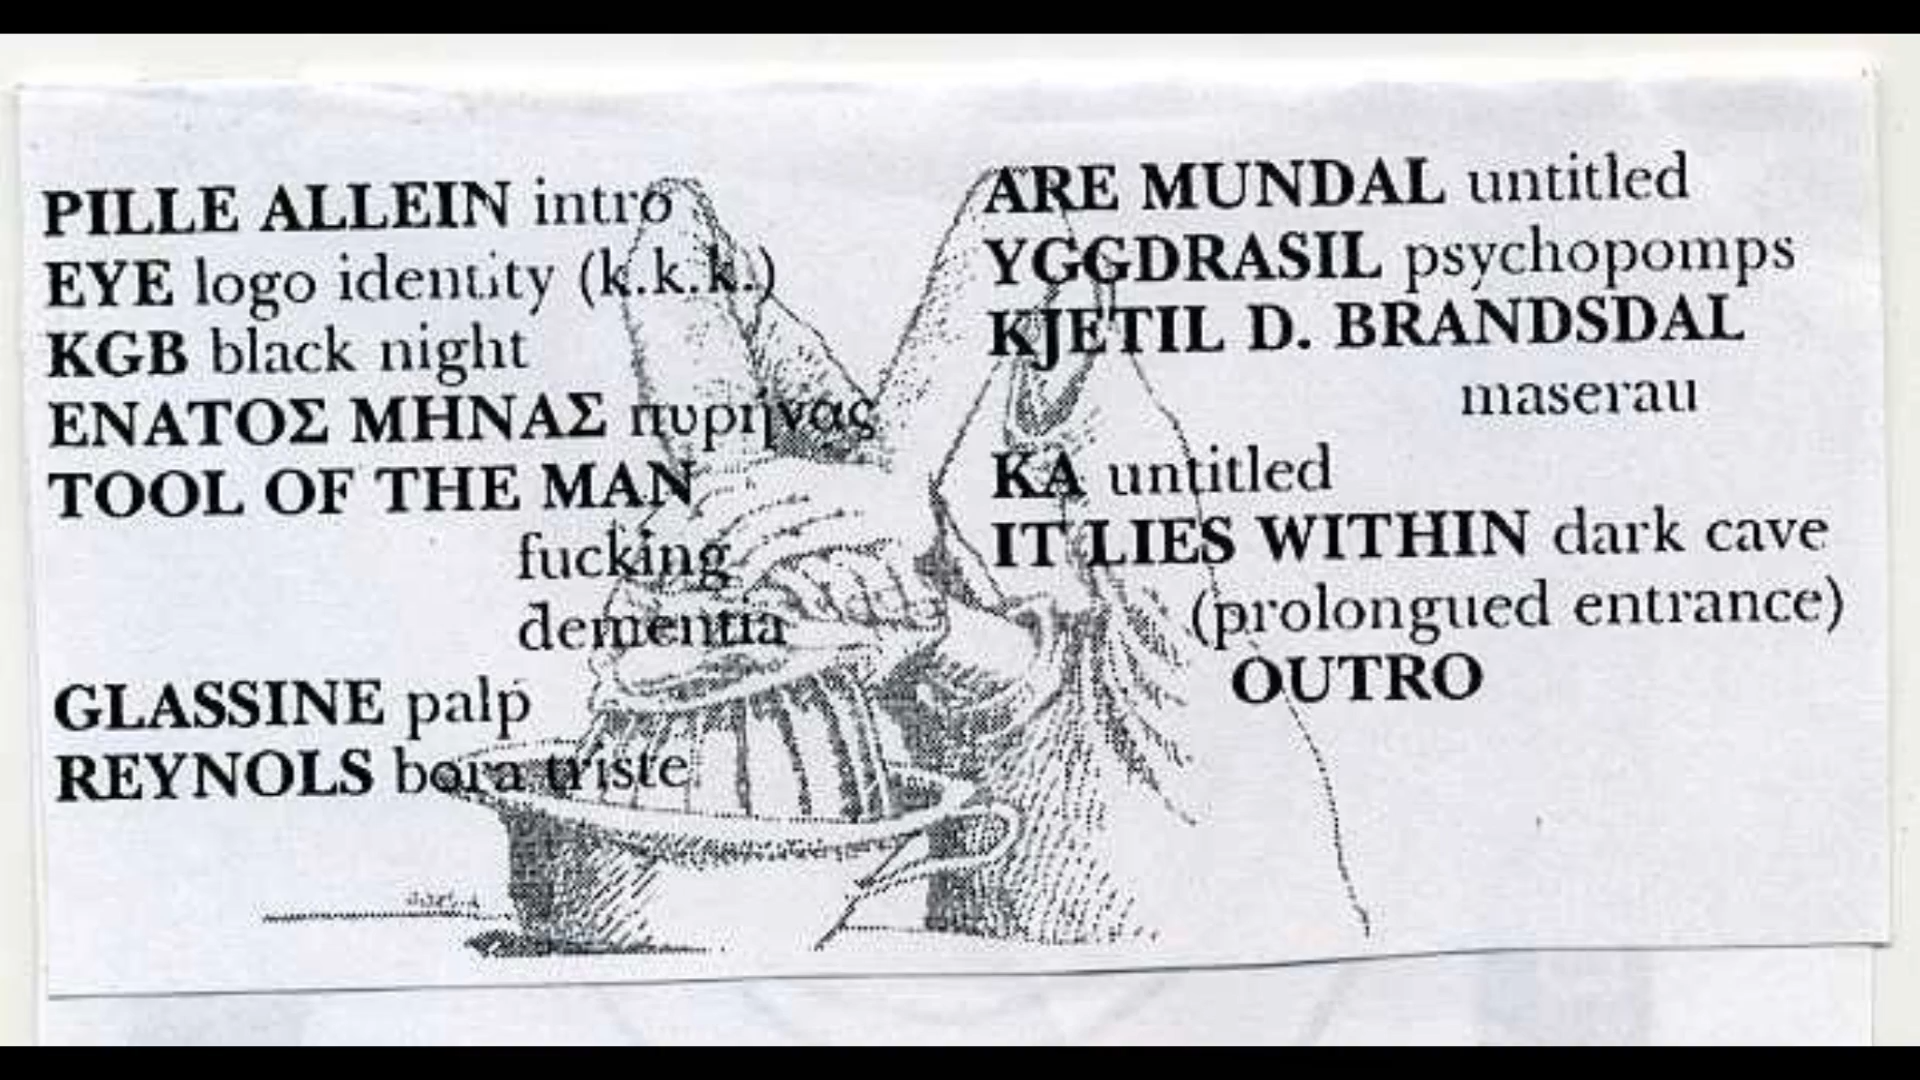 PILLE ALLEIN intro
EYE logo identity (k.k.k.)
KGB black night
ΕΝΑΤΟΣ ΜΗΝΑΣ πυρήνας
TOOL OF THE MAN
fucking
dementia
GLASSINE palp
REYNOLS bora triste
ARE MUNDAL untitled
YGGDRASIL psychopomps
KJETIL D. BRANDSDAL
maserau
KA untitled
IT LIES WITHIN dark cave
(prolongued entrance)
OUTRO